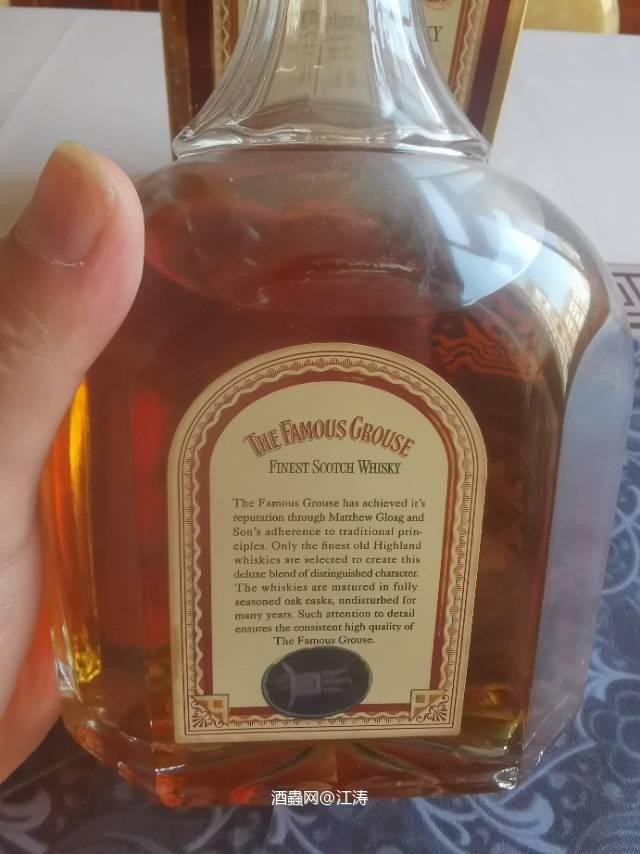 KY
THE FAMOUS GROUSE
FINEST SCOTCH WHISKY
The Famous Grouse has achieved it's
reputation through Matthew Gloag and
Son's adherence to traditional prin-
ciples. Only the finest old Highland
whiskies are selected to create this
deluxe blend of distinguished character.
The whiskies are matured in fully
seasoned oak casks, undisturbed for
many years. Such attention to detail
ensures the consistent high quality of
The Famous Grouse.
酒蟲网@江涛